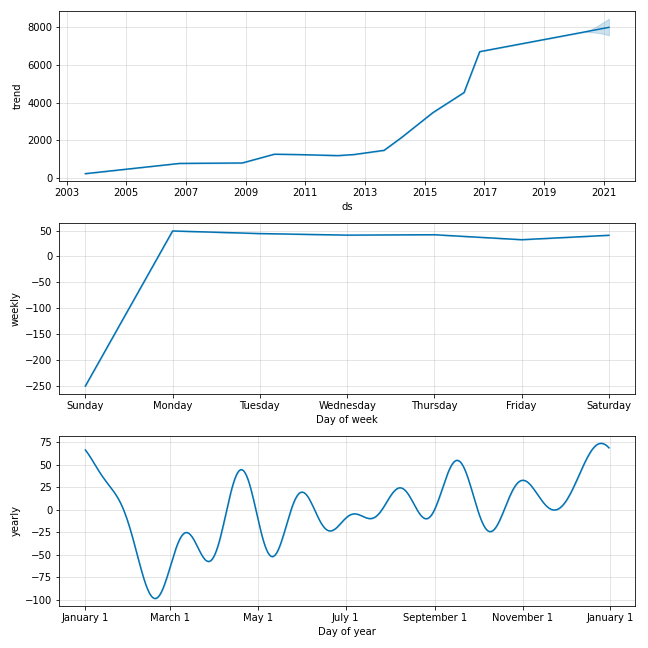 8000
6000
4000
2000
0
trend
2003 2005 2007 2009 2011 2013 2015 2017 2019 2021
ds
50
0
−50
−100
−150
−200
−250
weekly
Sunday Monday Tuesday Wednesday Thursday Friday Saturday
Day of week
75
50
25
0
−25
−50
−75
−100
yearly
January 1 March 1 May 1 July 1 September 1 November 1 January 1
Day of year